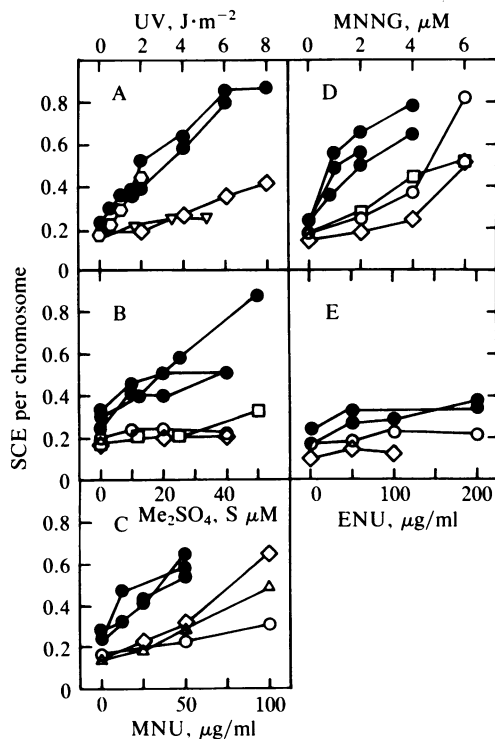 UV, J·m⁻²
0 2 4 6 8
MNNG, μM
0 2 4 6
SCE per chromosome
A
0.8
0.6
0.4
0.2
0
D
B
0.8
0.6
0.4
0.2
0
0 20 40
Me₂SO₄, S μM
E
0 100 200
ENU, μg/ml
C
0.8
0.6
0.4
0.2
0
0 50 100
MNU, μg/ml